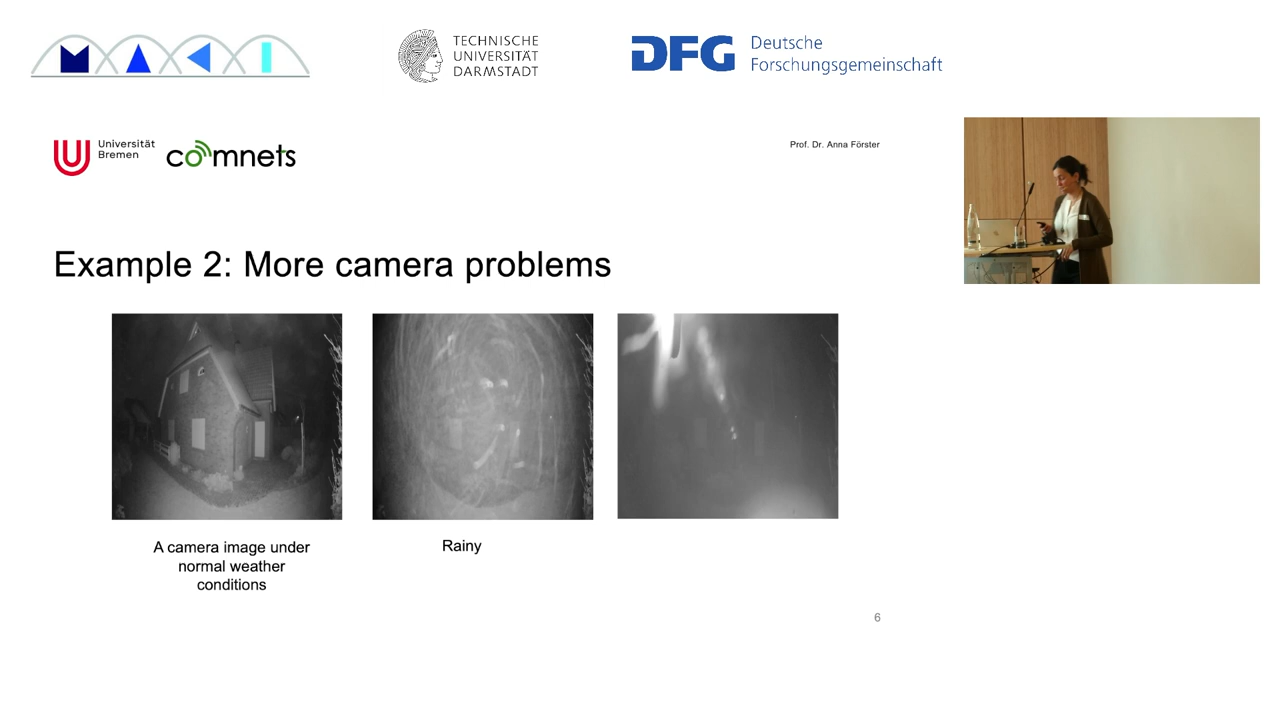 MAKI
TECHNISCHE
UNIVERSITÄT
DARMSTADT
DFG
Deutsche
Forschungsgemeinschaft
Universität
Bremen
comnets
Prof. Dr. Anna Förster
Example 2: More camera problems
A camera image under
normal weather
conditions
Rainy
6